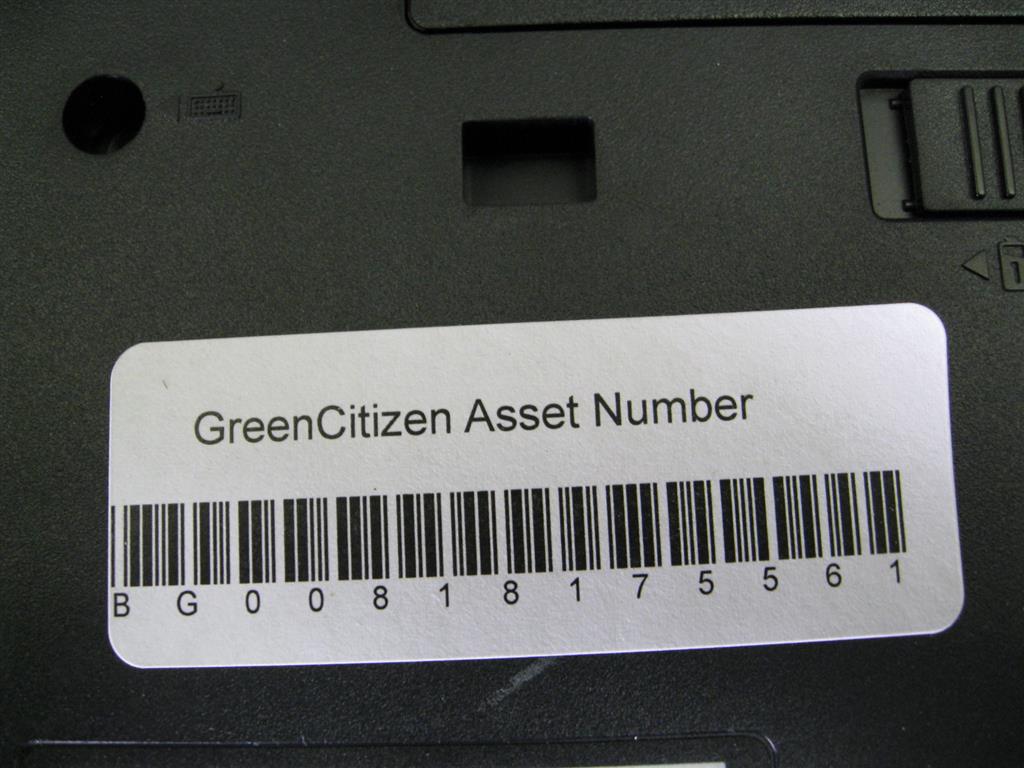 GreenCitizen Asset Number
B G 0 0 8 1 8 1 7 5 5 6 1